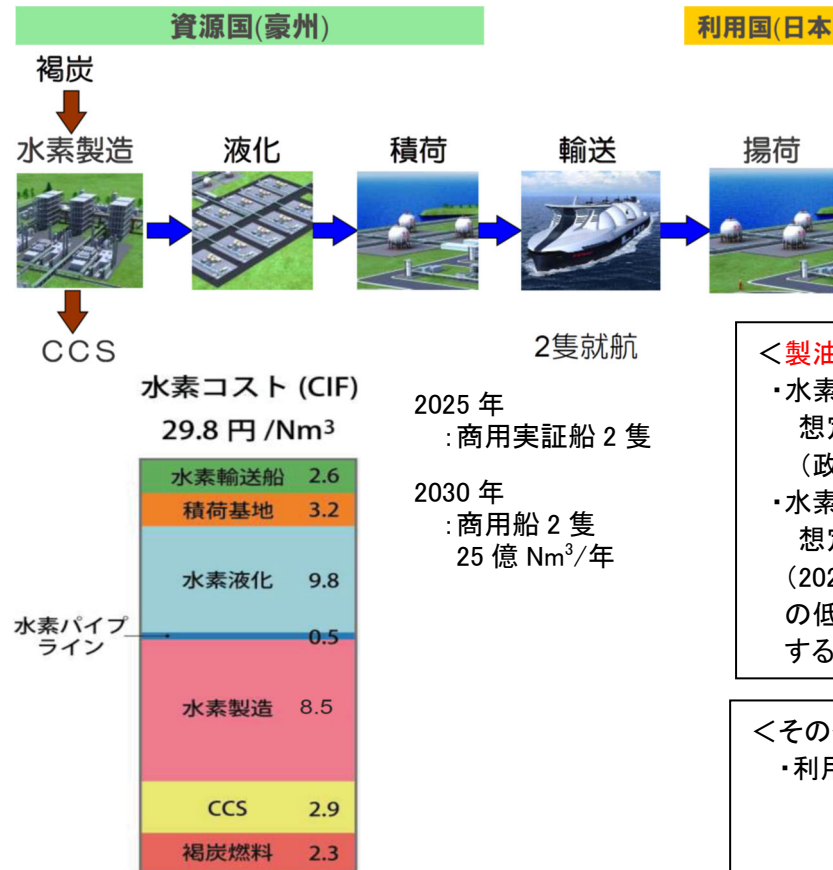 資源国(豪州)
利用国(日本
褐炭
水素製造
液化
積荷
輸送
揚荷
CCS
2隻就航
水素コスト (CIF)
29.8 円 /Nm³
水素輸送船 2.6
積荷基地 3.2
水素液化 9.8
水素パイプ
ライン
0.5
水素製造 8.5
CCS 2.9
褐炭燃料 2.3
2025 年
:商用実証船 2 隻
2030 年
:商用船 2 隻
25 億 Nm³/年
<製油
・水素
想定
(政
・水素
想定
(202
の低
する
<その
・利用